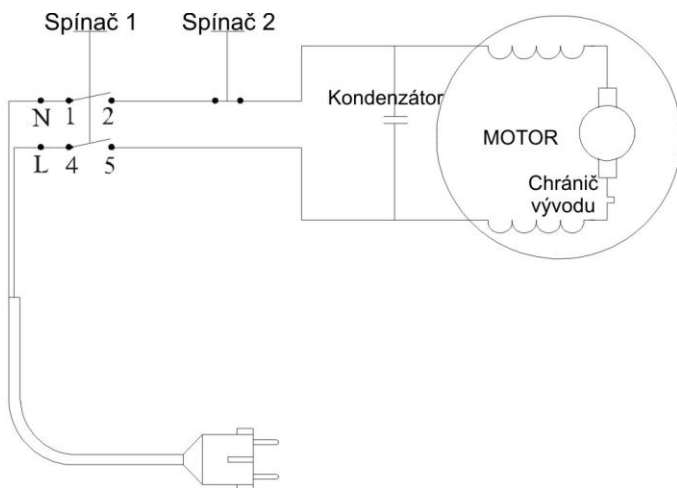 Spínač 1 Spínač 2
Kondenzátor
N 1 2
MOTOR
L 4 5
Chránič
vývodu